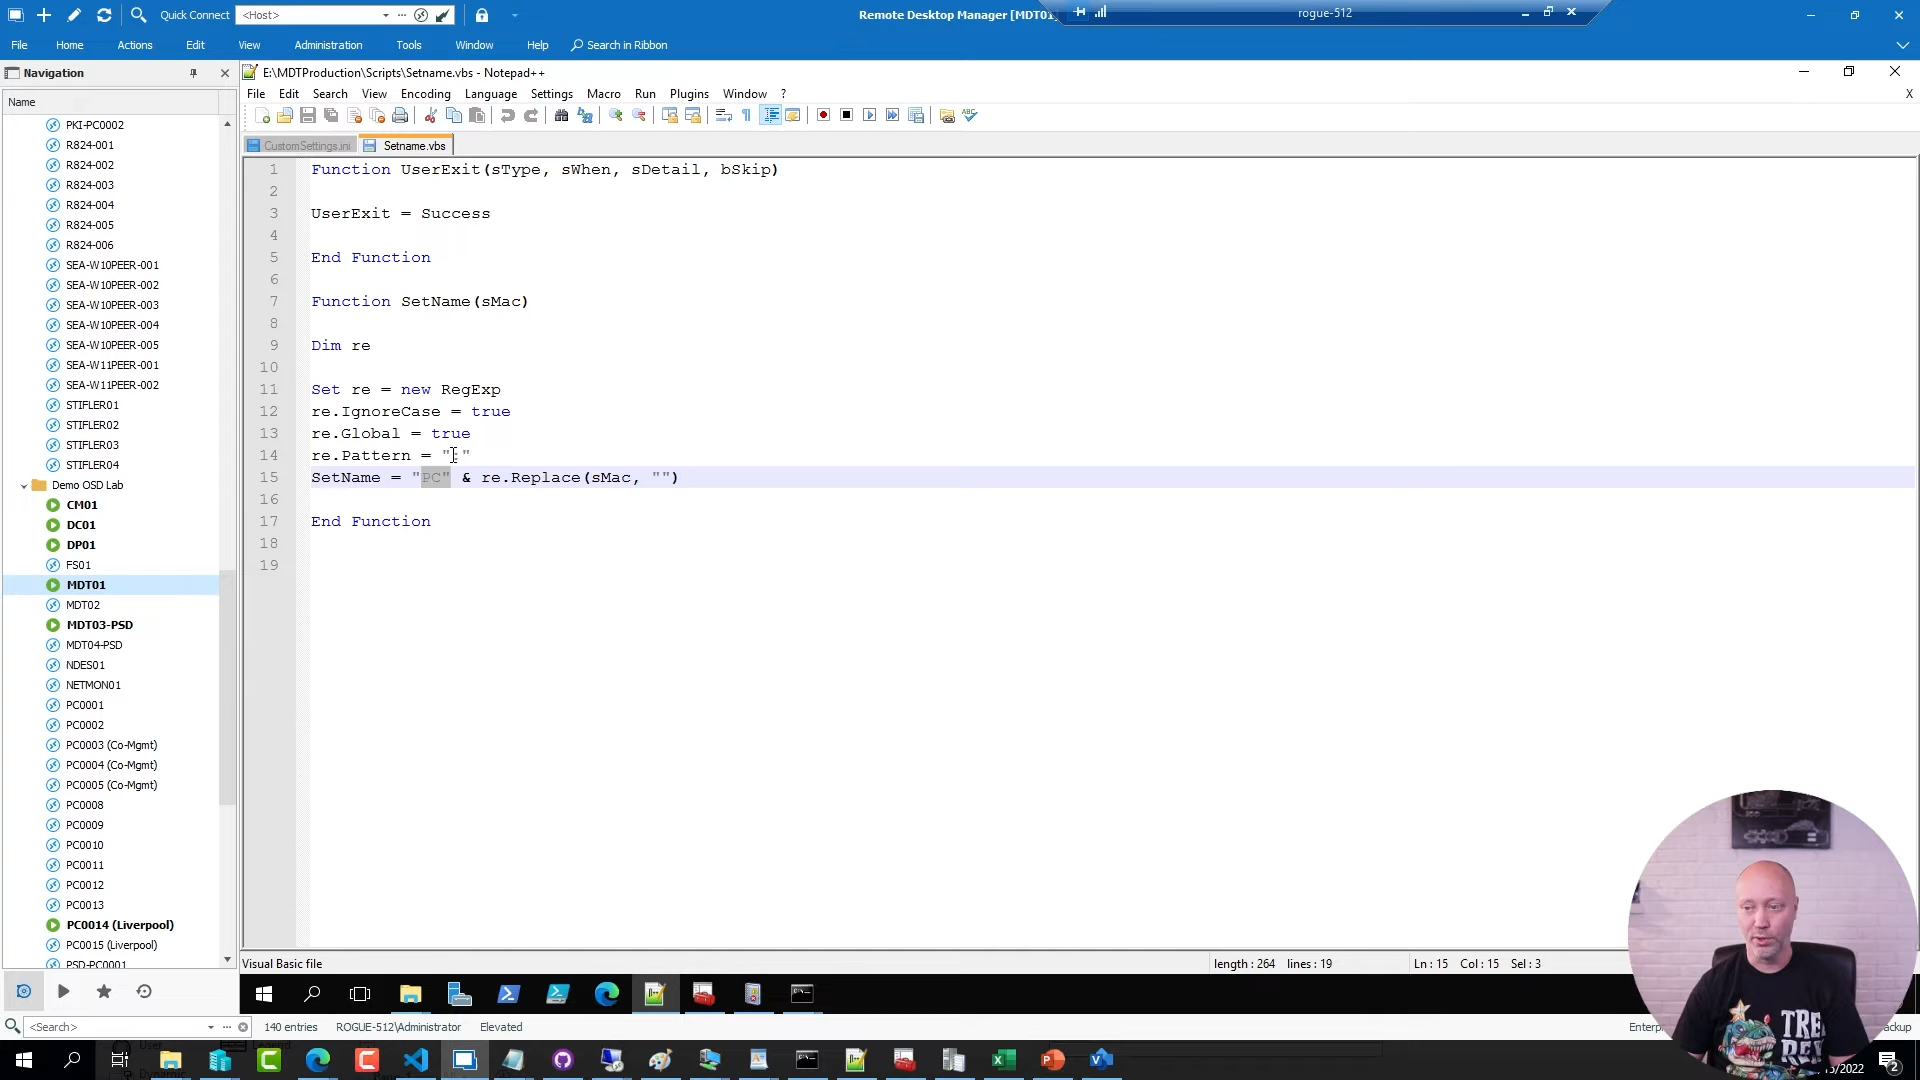 Quick Connect <Host>
Remote Desktop Manager [MDT01
rogue-512
File Home Actions Edit View Administration Tools Window Help Search in Ribbon
Navigation
Name
PKI-PC0002
R824-001
R824-002
R824-003
R824-004
R824-005
R824-006
SEA-W10PEER-001
SEA-W10PEER-002
SEA-W10PEER-003
SEA-W10PEER-004
SEA-W10PEER-005
SEA-W11PEER-001
SEA-W11PEER-002
STIFLER01
STIFLER02
STIFLER03
STIFLER04
Demo OSD Lab
CM01
DC01
DP01
FS01
MDT01
MDT02
MDT03-PSD
MDT04-PSD
NDES01
NETMON01
PC0001
PC0002
PC0003 (Co-Mgmt)
PC0004 (Co-Mgmt)
PC0005 (Co-Mgmt)
PC0008
PC0009
PC0010
PC0011
PC0012
PC0013
PC0014 (Liverpool)
PC0015 (Liverpool)
PSD-PC0001
E:\MDTProduction\Scripts\Setname.vbs - Notepad++
File Edit Search View Encoding Language Settings Macro Run Plugins Window ?
X
CustomSettings.ini Setname.vbs
1 Function UserExit(sType, sWhen, sDetail, bSkip)
2
3 UserExit = Success
4
5 End Function
6
7 Function SetName(sMac)
8
9 Dim re
10
11 Set re = new RegExp
12 re.IgnoreCase = true
13 re.Global = true
14 re.Pattern = ":"
15 SetName = "PC" & re.Replace(sMac, "")
16
17 End Function
18
19
Visual Basic file length : 264 lines : 19 Ln : 15 Col : 15 Sel : 3
<Search> 140 entries ROGUE-512\Administrator Elevated
TRE
REX
2